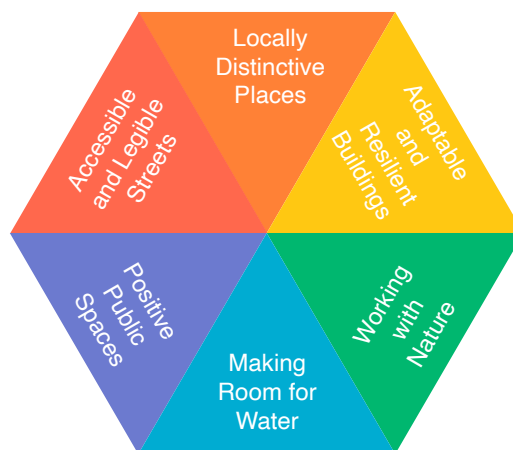 Locally
Distinctive
Places
Adaptable
and
Resilient
Buildings
Working
with
Nature
Making
Room for
Water
Positive
Public
Spaces
Accessible
and Legible
Streets